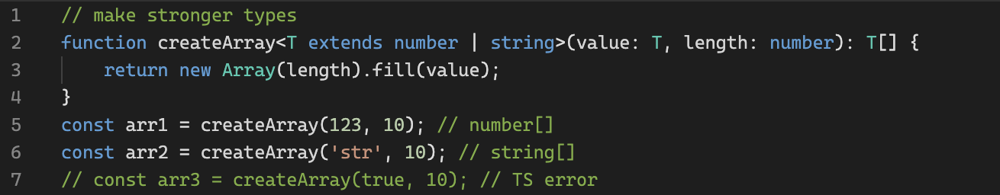 1 // make stronger types
2 function createArray<T extends number | string>(value: T, length: number): T[] {
3     return new Array(length).fill(value);
4 }
5 const arr1 = createArray(123, 10); // number[]
6 const arr2 = createArray('str', 10); // string[]
7 // const arr3 = createArray(true, 10); // TS error